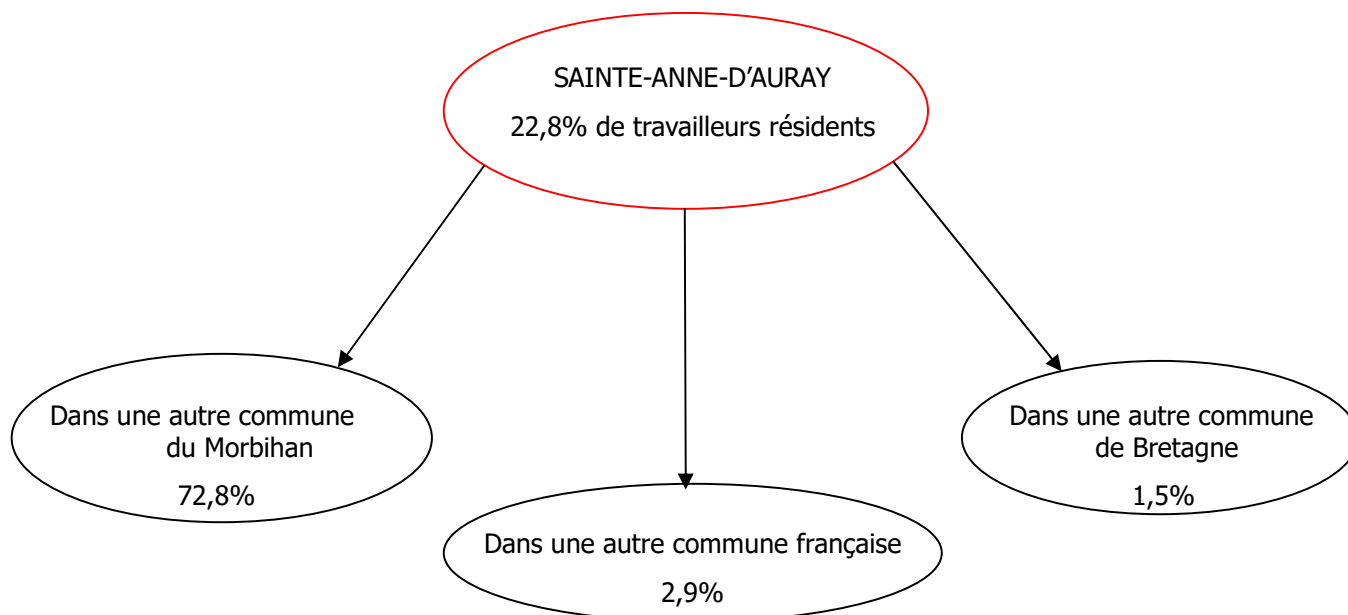 SAINTE-ANNE-D’AURAY
22,8% de travailleurs résidents
Dans une autre commune
du Morbihan
72,8%
Dans une autre commune française
2,9%
Dans une autre commune
de Bretagne
1,5%